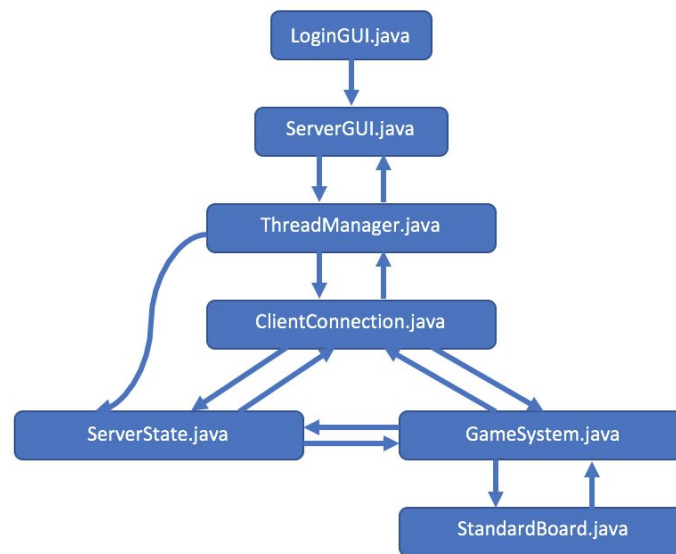 LoginGUI.java
ServerGUI.java
ThreadManager.java
ClientConnection.java
ServerState.java
GameSystem.java
StandardBoard.java